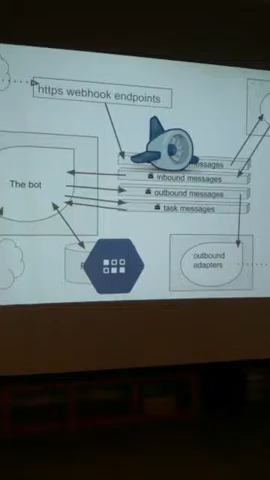 https webhook endpoints
messages
inbound messages
The bot
outbound messages
task messages
outbound
adapters